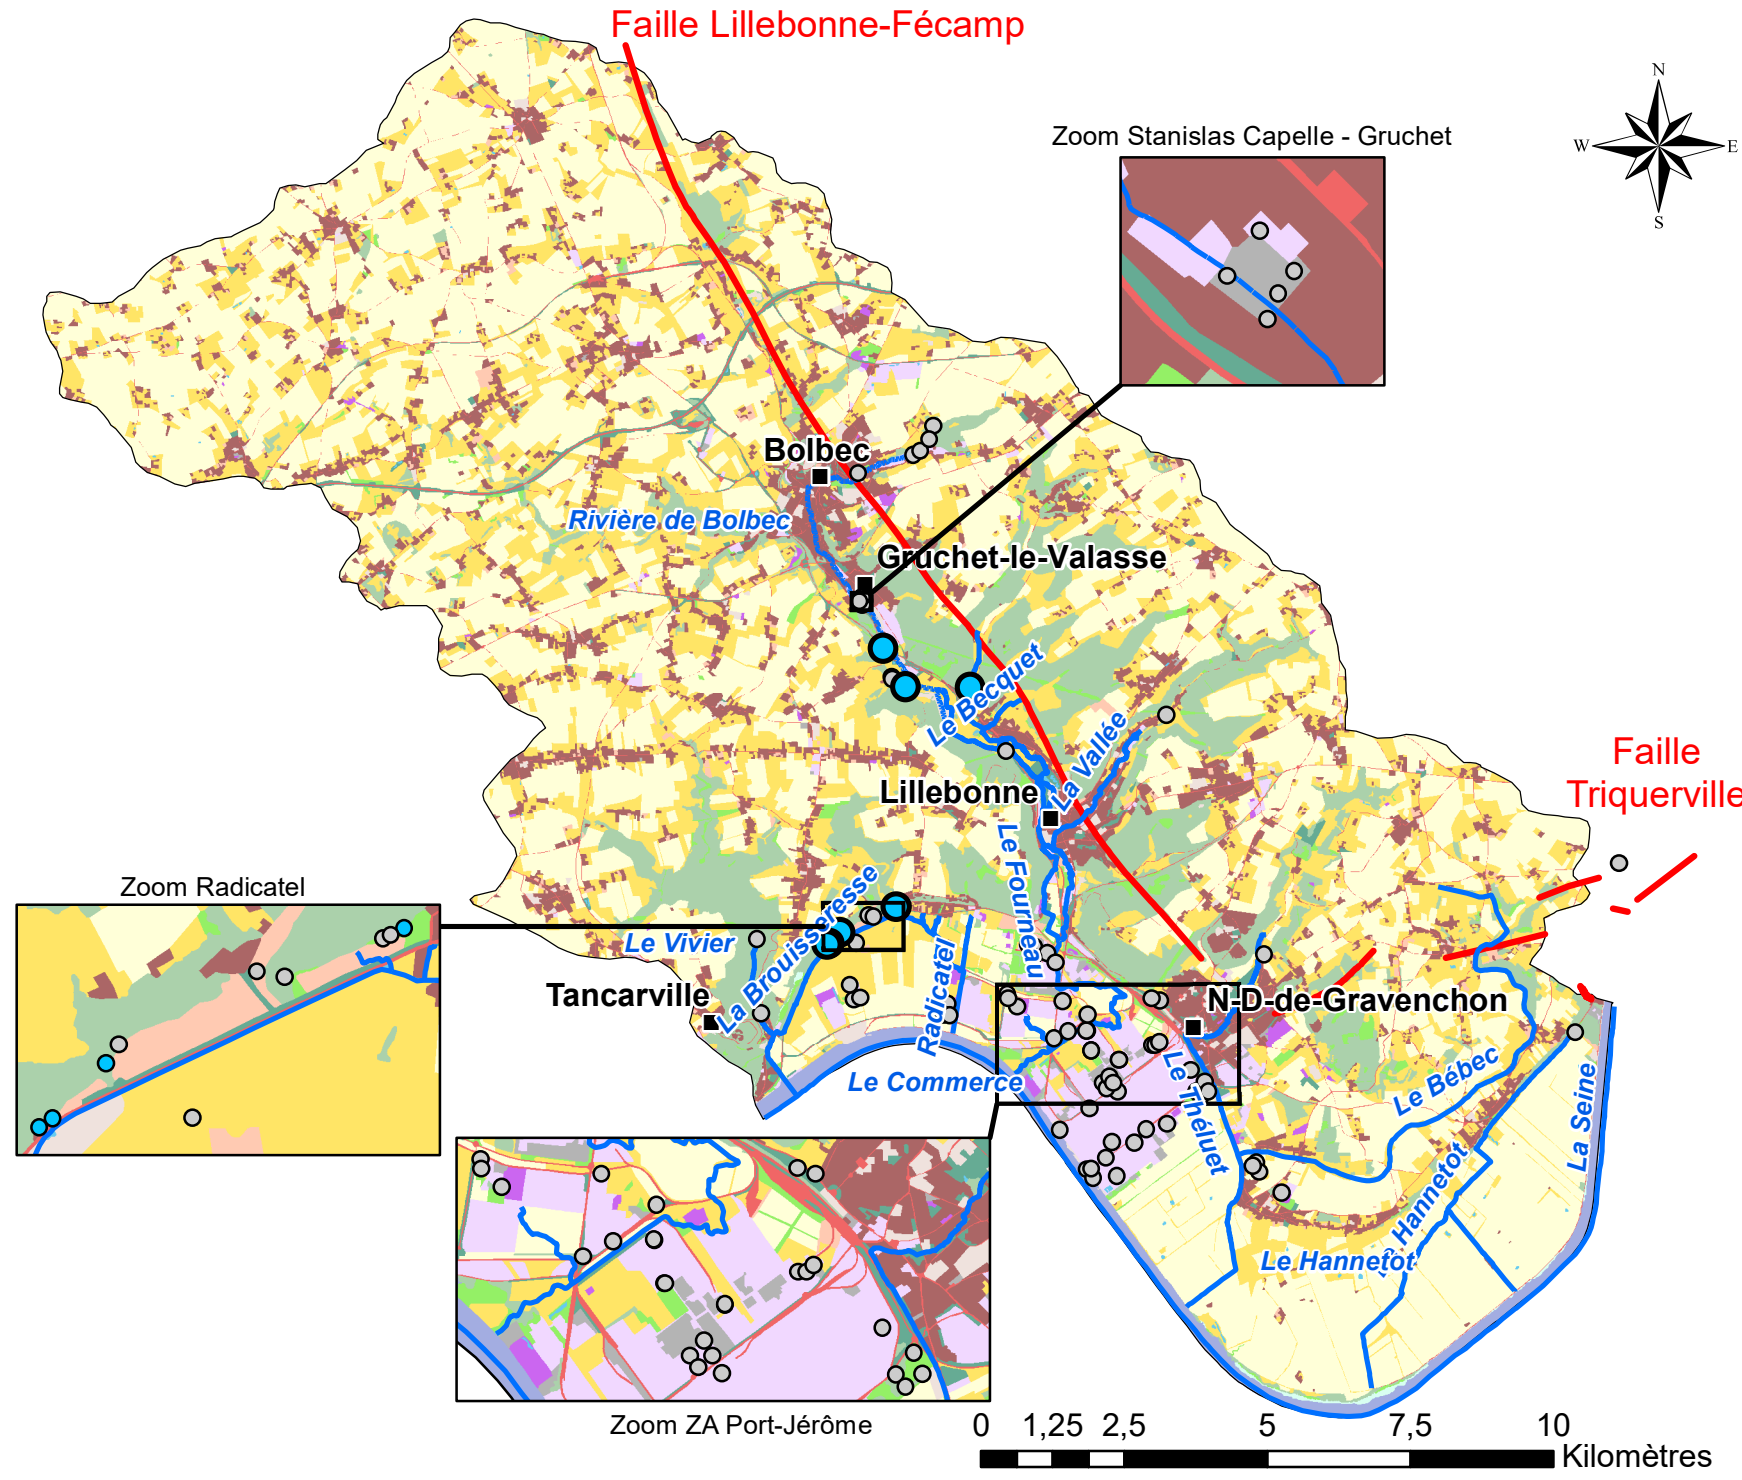 Faille Lillebonne-Fécamp
N
W
E
S
Zoom Stanislas Capelle - Gruchet
Bolbec
Rivière de Bolbec
Gruchet-le-Valasse
Le Becquet
La Vallée
Faille
Triquerville
Lillebonne
Le Fourneau
Zoom Radicatel
La Brouisseresse
Le Vivier
Radicatel
Tancarville
N-D-de-Gravenchon
Le Commerce
Le Théluet
Le Bébec
La Seine
Hannetot
Le Hannetot
Zoom ZA Port-Jérôme
0 1,25 2,5 5 7,5 10
Kilomètres